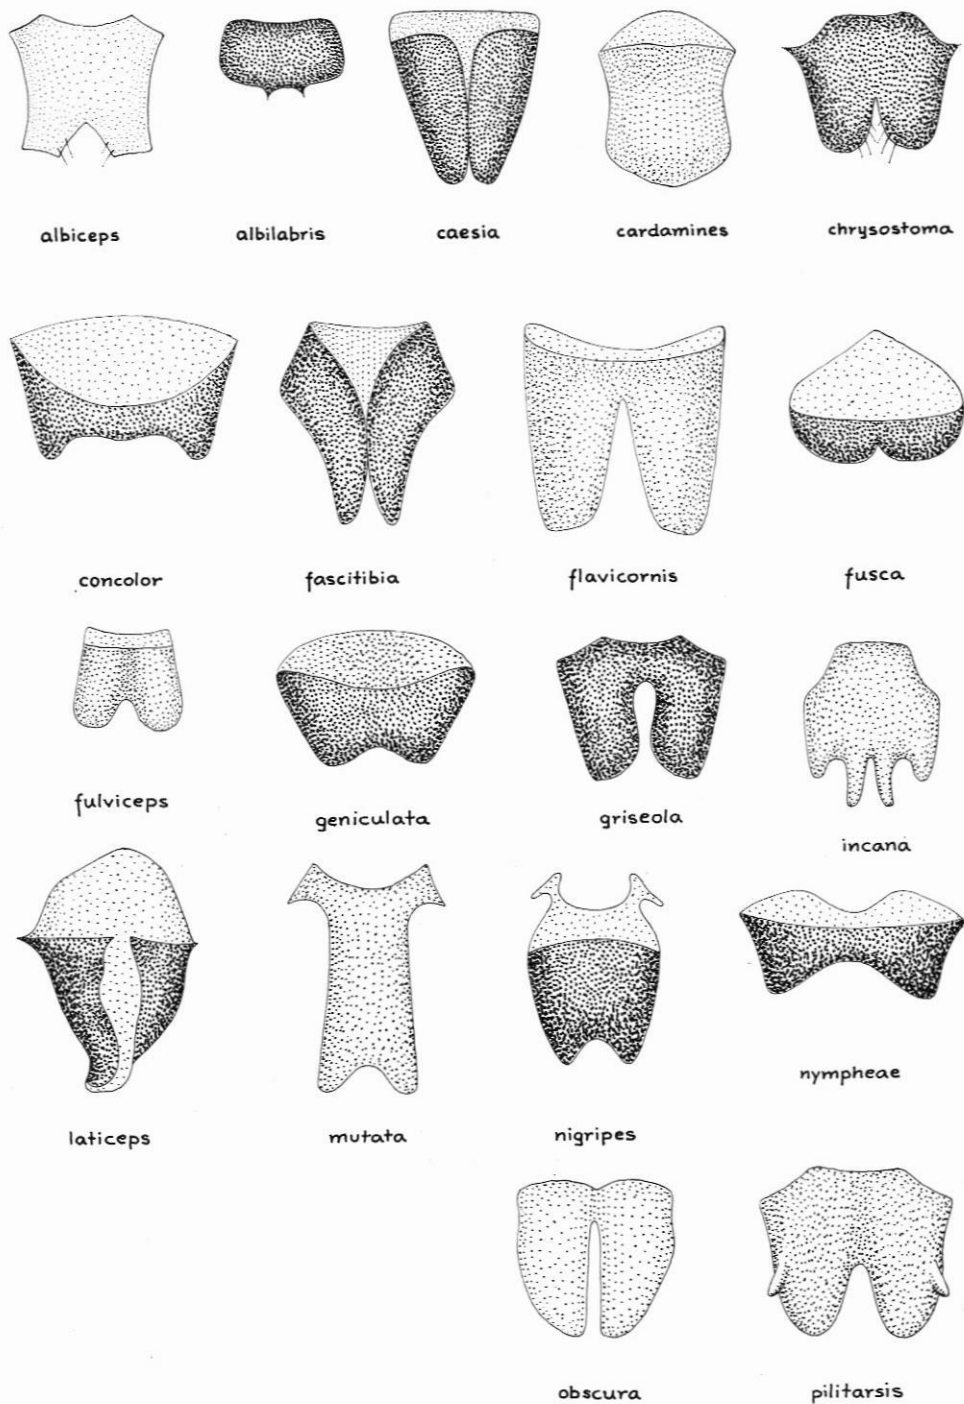 albiceps albilabris caesia cardamines chrysostoma
concolor fascitibia flavicornis fusca
fulviceps geniculata griseola incana
laticeps mutata nigripes nympheae
obscura pilitarsis